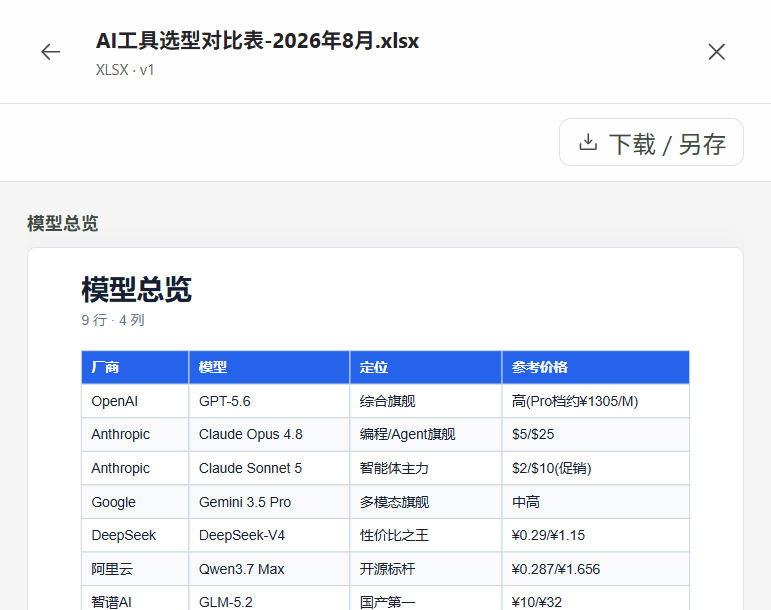 AI工具选型对比表-2026年8月.xlsx
XLSX · v1
下载 / 另存
模型总览
模型总览
9 行 · 4 列
厂商 模型 定位 参考价格
OpenAI GPT-5.6 综合旗舰 高(Pro档约¥1305/M)
Anthropic Claude Opus 4.8 编程/Agent旗舰 $5/$25
Anthropic Claude Sonnet 5 智能体主力 $2/$10(促销)
Google Gemini 3.5 Pro 多模态旗舰 中高
DeepSeek DeepSeek-V4 性价比之王 ¥0.29/¥1.15
阿里云 Qwen3.7 Max 开源标杆 ¥0.287/¥1.656
智谱AI GLM-5.2 国产第一 ¥10/¥32